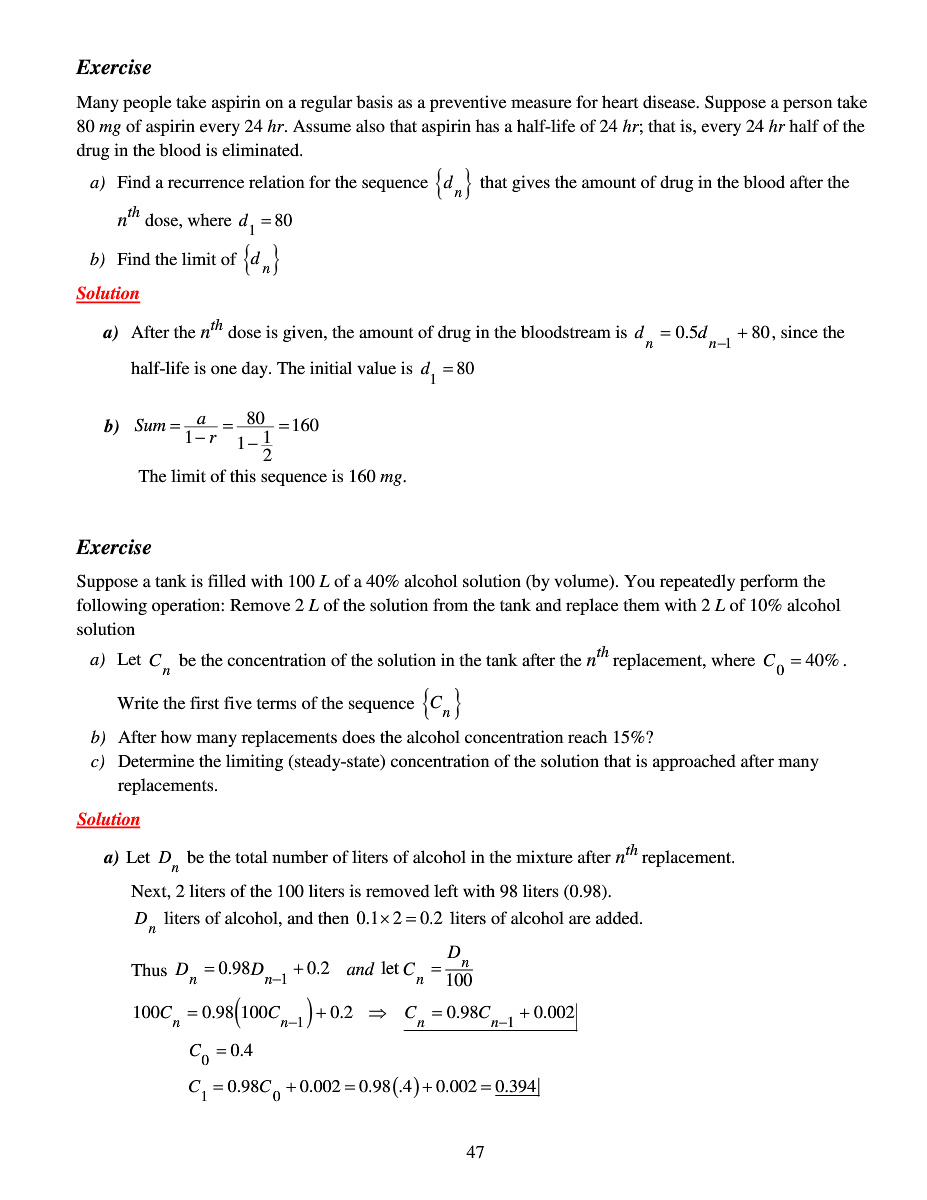 Exercise
Many people take aspirin on a regular basis as a preventive measure for heart disease. Suppose a person take
80 mg of aspirin every 24 hr. Assume also that aspirin has a half-life of 24 hr; that is, every 24 hr half of the
drug in the blood is eliminated.
a) Find a recurrence relation for the sequence {d_n} that gives the amount of drug in the blood after the
n^th dose, where d_1 = 80
b) Find the limit of {d_n}
Solution
a) After the n^th dose is given, the amount of drug in the bloodstream is d_n = 0.5d_{n−1} + 80, since the
half-life is one day. The initial value is d_1 = 80
b) Sum = a/(1 − r) = 80/(1 − 1/2) = 160
The limit of this sequence is 160 mg.
Exercise
Suppose a tank is filled with 100 L of a 40% alcohol solution (by volume). You repeatedly perform the
following operation: Remove 2 L of the solution from the tank and replace them with 2 L of 10% alcohol
solution
a) Let C_n be the concentration of the solution in the tank after the n^th replacement, where C_0 = 40% .
Write the first five terms of the sequence {C_n}
b) After how many replacements does the alcohol concentration reach 15%?
c) Determine the limiting (steady-state) concentration of the solution that is approached after many
replacements.
Solution
a) Let D_n be the total number of liters of alcohol in the mixture after n^th replacement.
Next, 2 liters of the 100 liters is removed left with 98 liters (0.98).
D_n liters of alcohol, and then 0.1 × 2 = 0.2 liters of alcohol are added.
Thus D_n = 0.98D_{n−1} + 0.2 and let C_n = D_n/100
100C_n = 0.98(100C_{n−1}) + 0.2 ⇒ C_n = 0.98C_{n−1} + 0.002
C_0 = 0.4
C_1 = 0.98C_0 + 0.002 = 0.98(.4) + 0.002 = 0.394
47